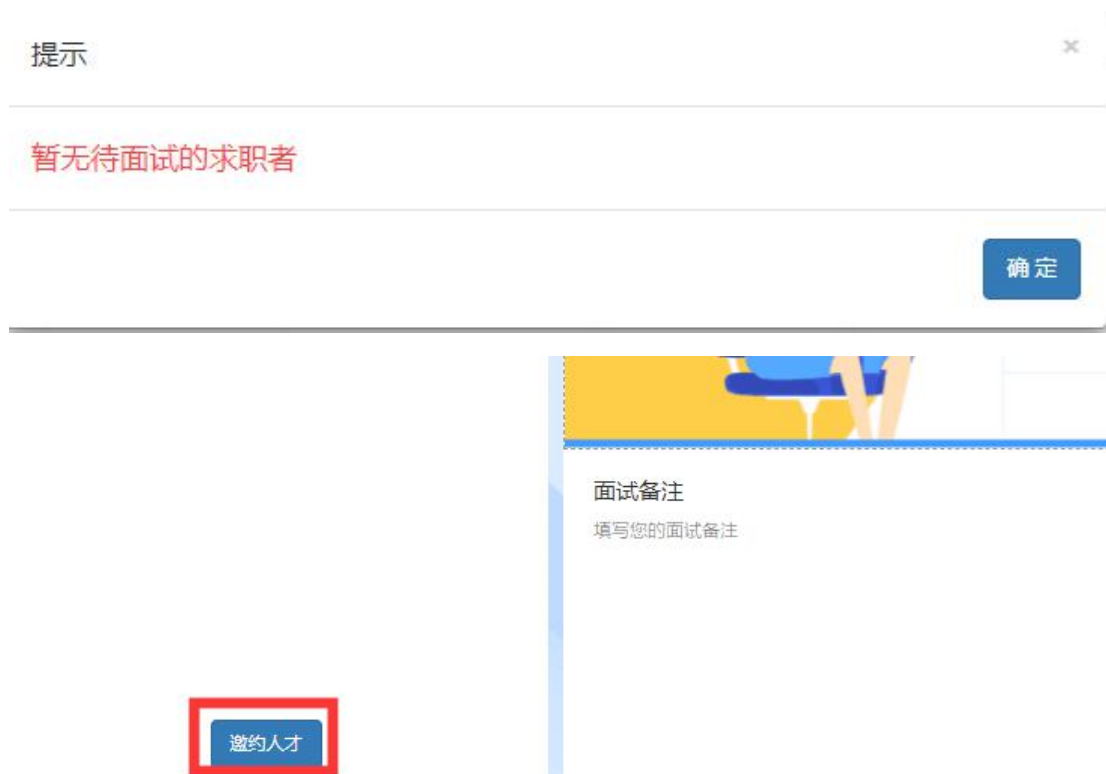 提示
×
暂无待面试的求职者
确定
面试备注
填写您的面试备注
邀约人才